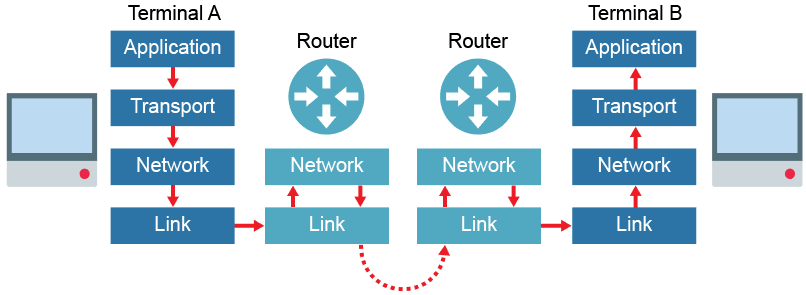 Terminal A
Application
Transport
Network
Link
Router
Network
Link
Router
Network
Link
Terminal B
Application
Transport
Network
Link